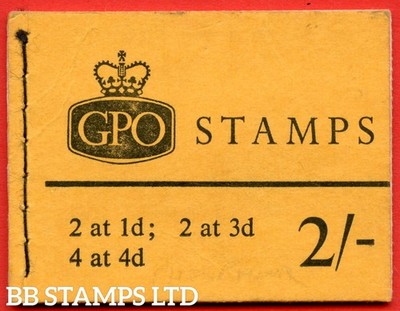 GPO STAMPS
2 at 1d; 2 at 3d
4 at 4d
2/-
BB STAMPS LTD